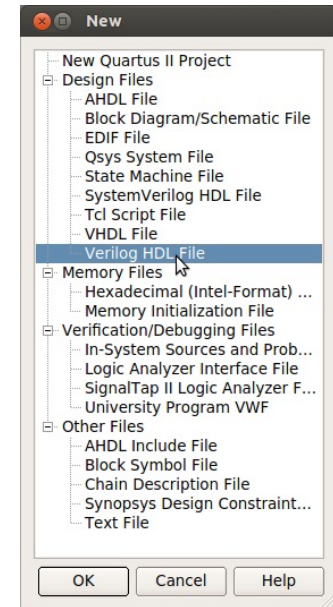 New
New Quartus II Project
Design Files
AHDL File
Block Diagram/Schematic File
EDIF File
Qsys System File
State Machine File
SystemVerilog HDL File
Tcl Script File
VHDL File
Verilog HDL File
Memory Files
Hexadecimal (Intel-Format) ...
Memory Initialization File
Verification/Debugging Files
In-System Sources and Prob...
Logic Analyzer Interface File
SignalTap II Logic Analyzer F...
University Program VWF
Other Files
AHDL Include File
Block Symbol File
Chain Description File
Synopsys Design Constraint...
Text File
OK Cancel Help